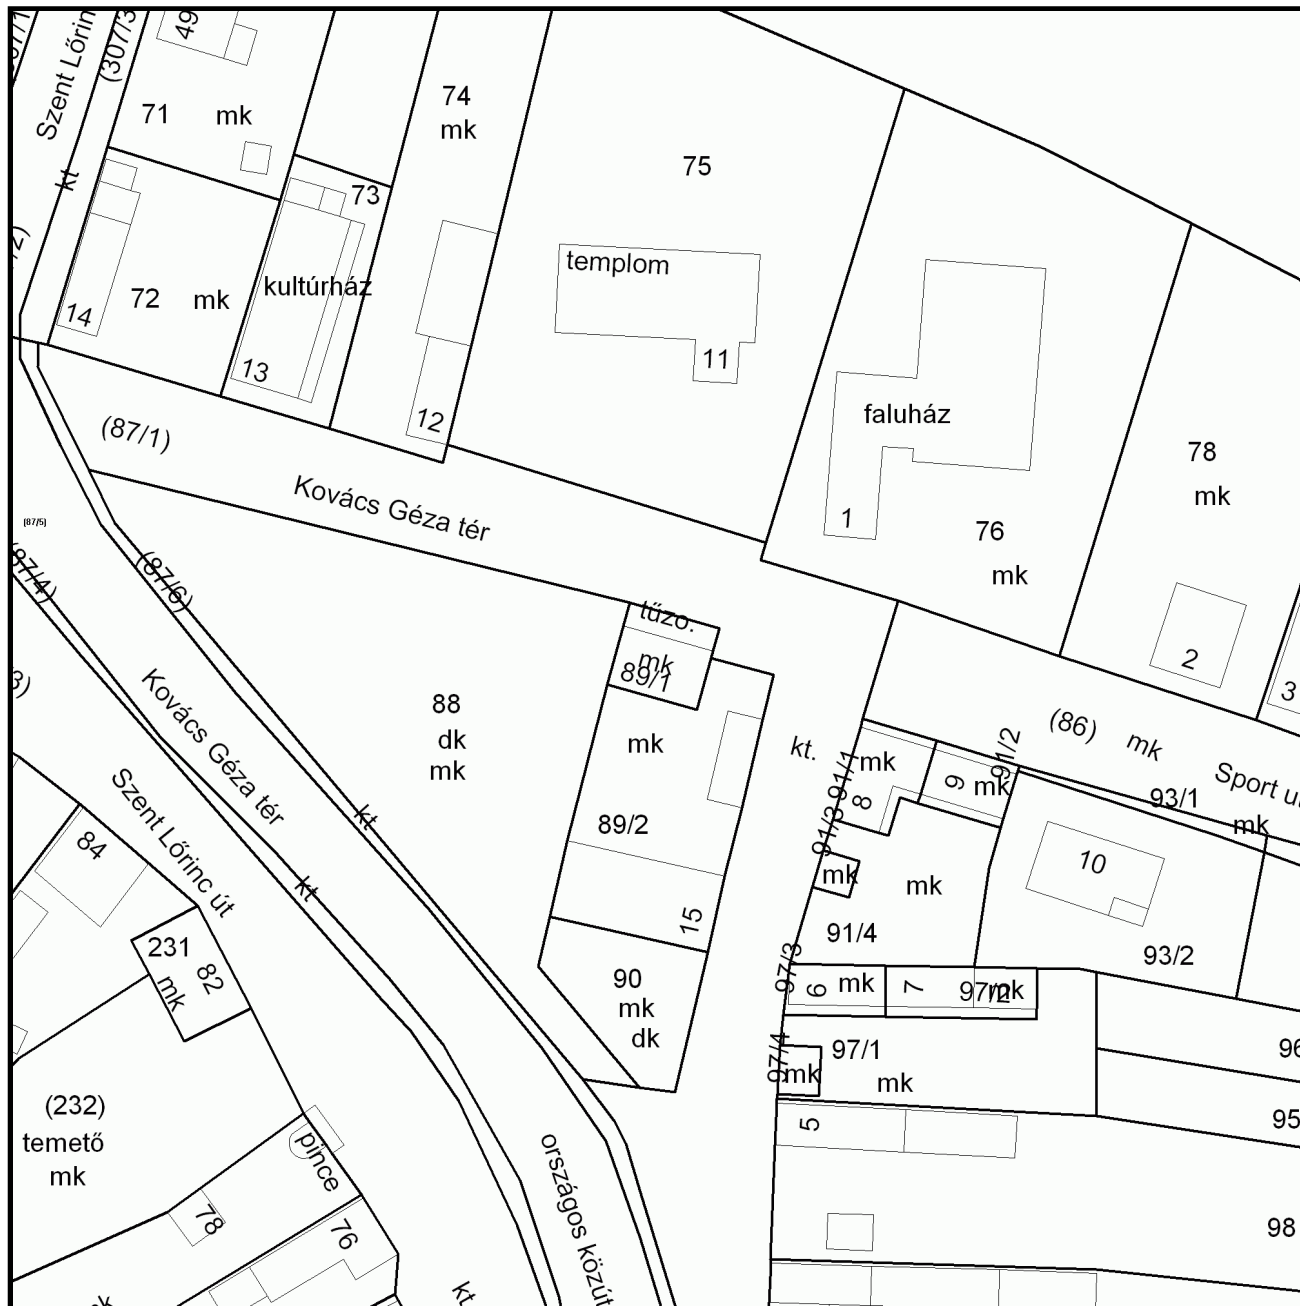 49
(307/3)
Szent Lőrin
kt
71
mk
74
mk
73
75
72
mk
14
kultúrház
13
12
templom
11
faluház
1
76
mk
78
mk
2
3
(87/1)
Kovács Géza tér
(87/5)
(87/4)
(87/6)
3)
tűzo.
mk
89/1
mk
89/2
15
88
dk
mk
Kovács Géza tér
Szent Lőrinc út
kt
kt
kt.
(86)
mk
Sport u
91/1
mk
8
91/2
9
mk
91/3
mk
mk
91/4
93/1
mk
10
93/2
90
mk
dk
97/3
6
mk
7
97/2
mk
97/4
mk
97/1
mk
96
95
5
98
84
231
82
mk
(232)
temető
mk
pince
78
76
országos közút
kt.